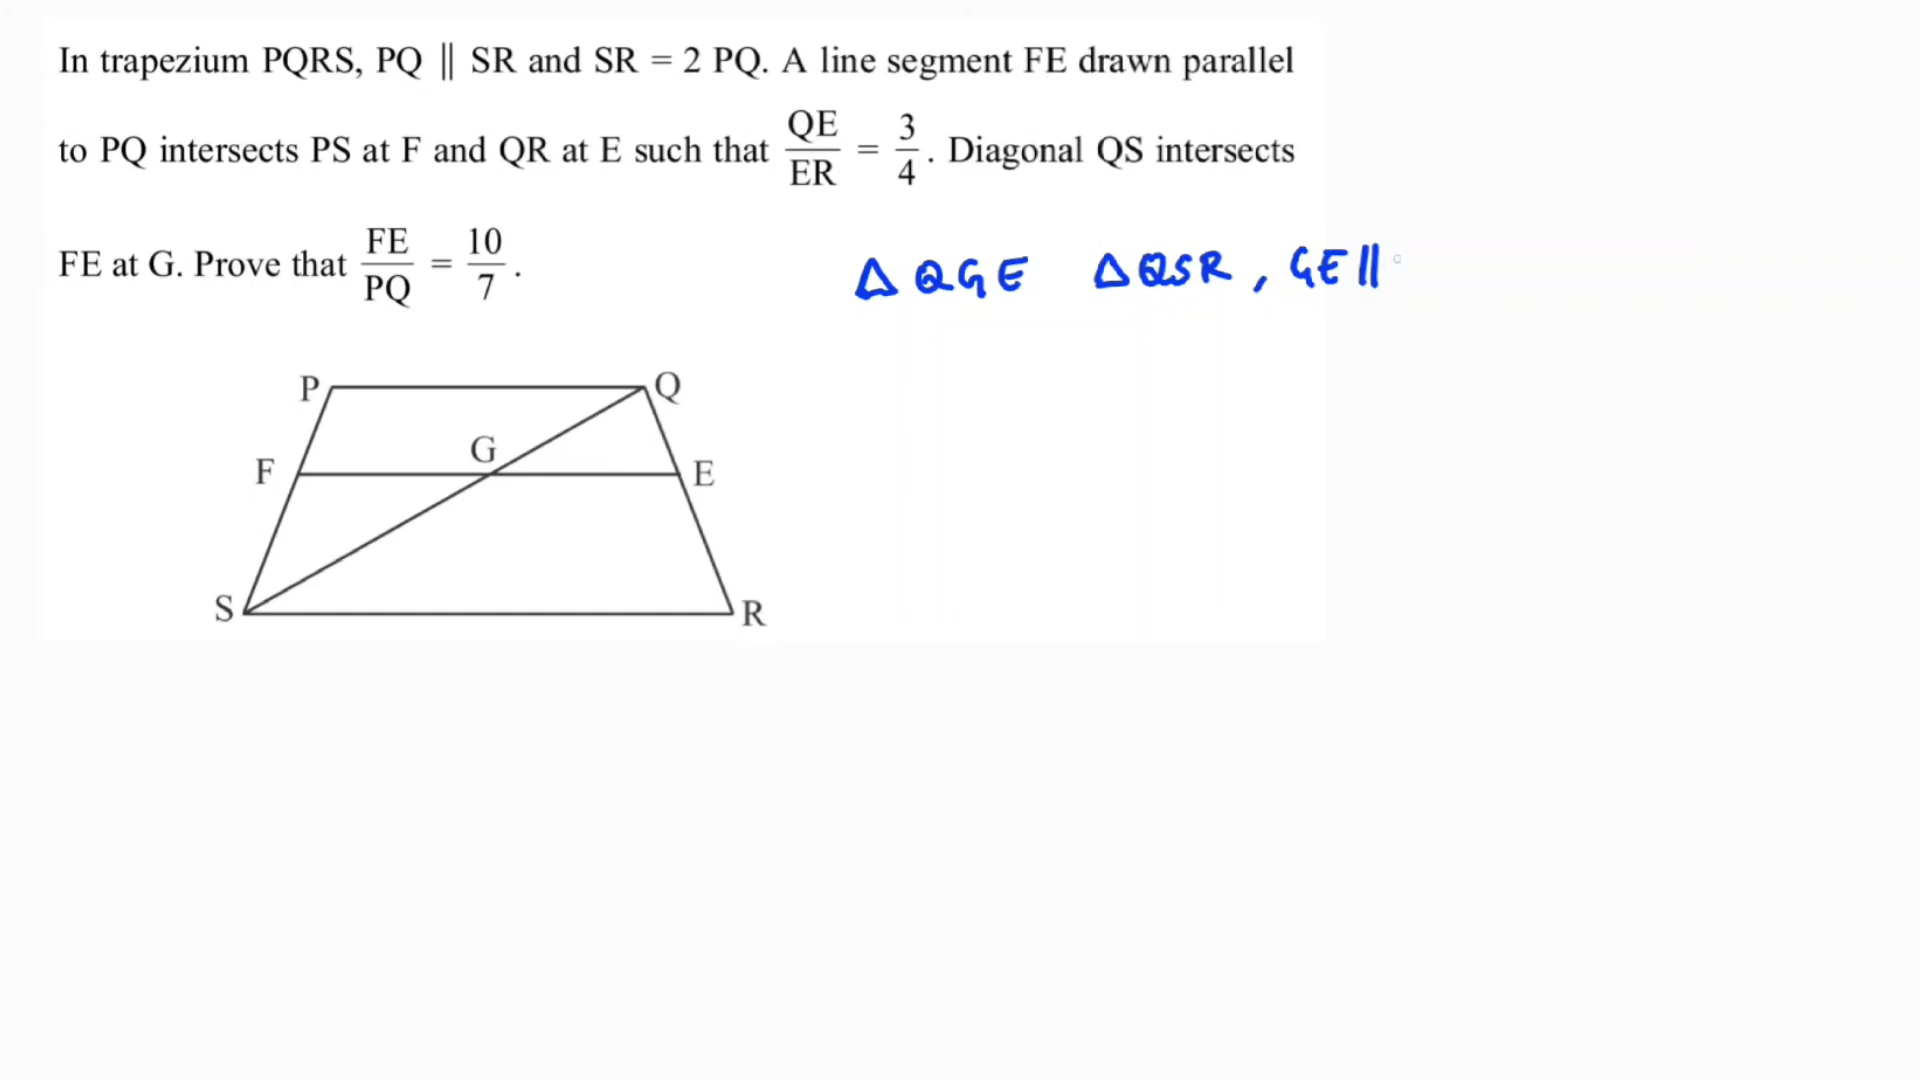 In trapezium PQRS, PQ || SR and SR = 2 PQ. A line segment FE drawn parallel
to PQ intersects PS at F and QR at E such that QE/ER = 3/4. Diagonal QS intersects
FE at G. Prove that FE/PQ = 10/7.
Δ QGE Δ QSR, GE ||
P Q
G
F E
S R